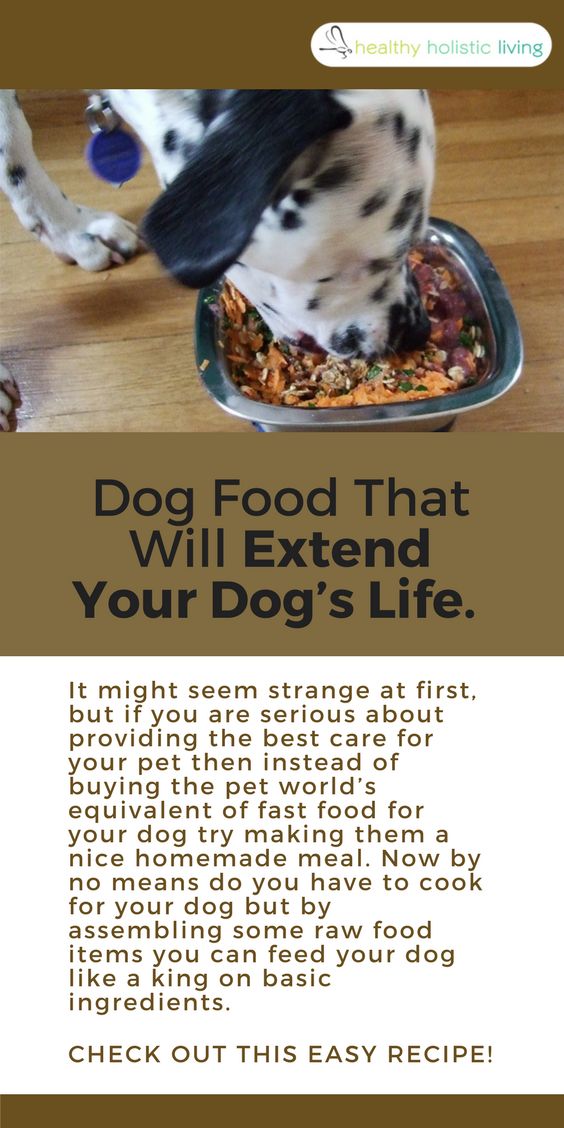 healthy holistic living
Dog Food That
Will Extend
Your Dog's Life.
It might seem strange at first,
but if you are serious about
providing the best care for
your pet then instead of
buying the pet world's
equivalent of fast food for
your dog try making them a
nice homemade meal. Now by
no means do you have to cook
for your dog but by
assembling some raw food
items you can feed your dog
like a king on basic
ingredients.
CHECK OUT THIS EASY RECIPE!